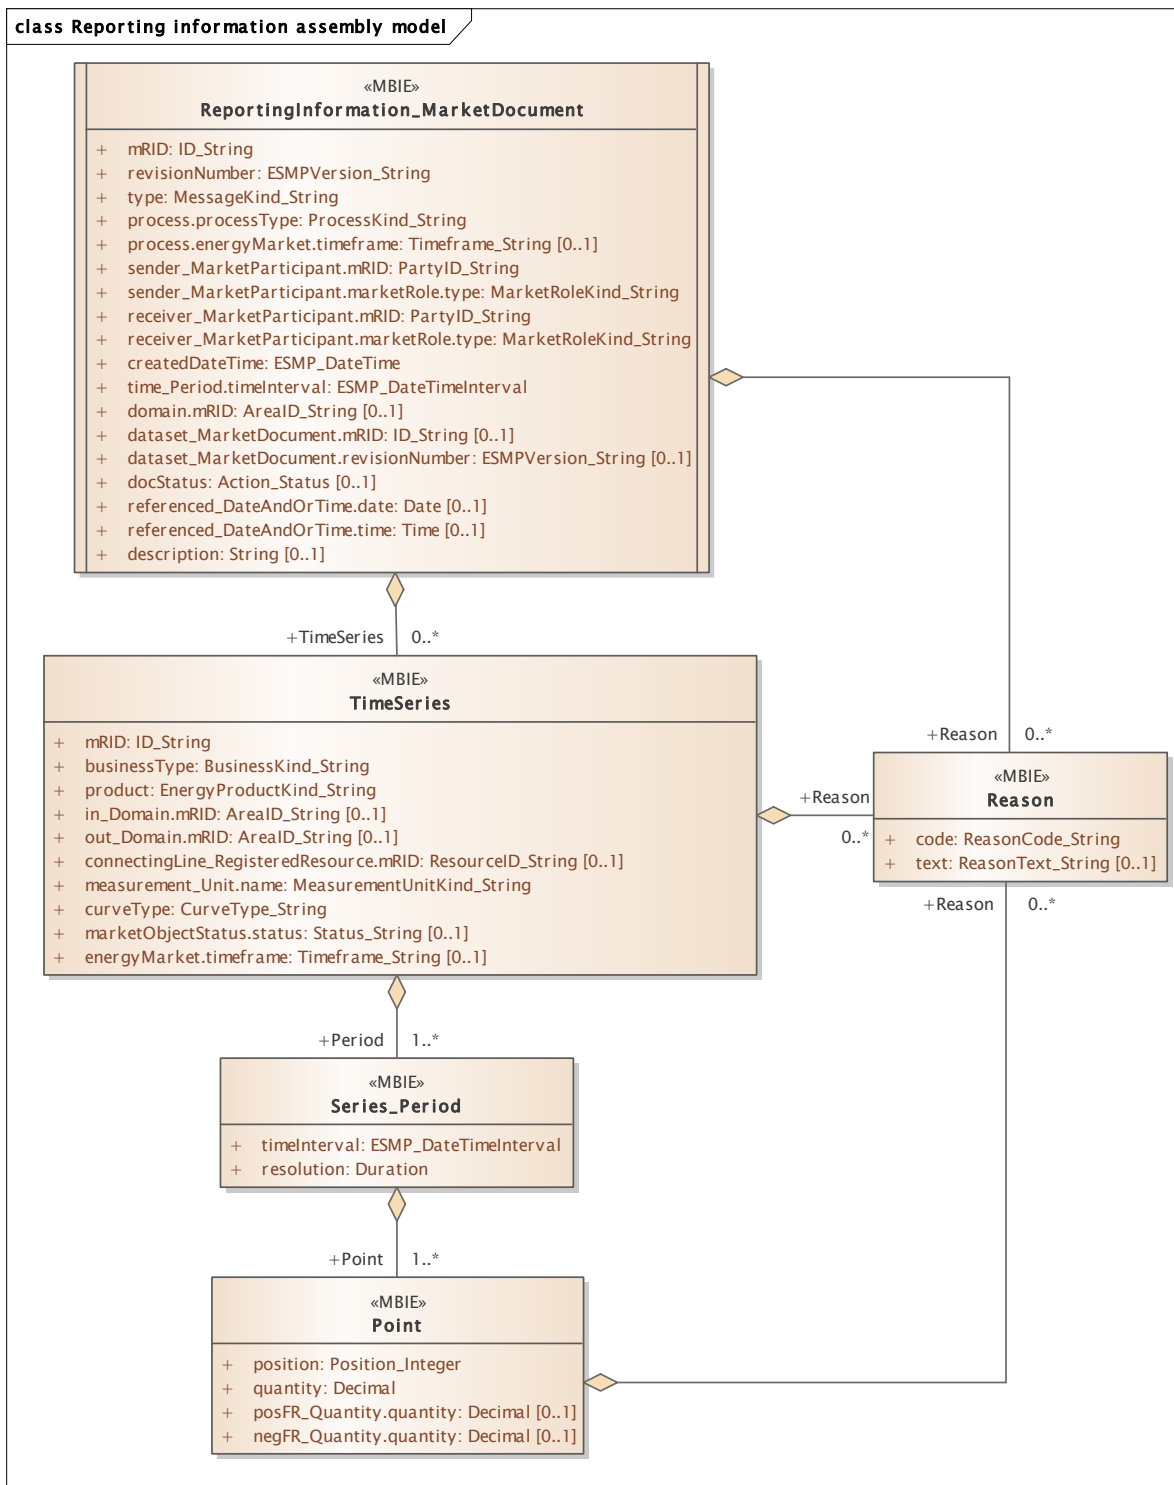 class Reporting information assembly model
«MBIE»
ReportingInformation_MarketDocument
+ mRID: ID_String
+ revisionNumber: ESMPVersion_String
+ type: MessageKind_String
+ process.processType: ProcessKind_String
+ process.energyMarket.timeframe: Timeframe_String [0..1]
+ sender_MarketParticipant.mRID: PartyID_String
+ sender_MarketParticipant.marketRole.type: MarketRoleKind_String
+ receiver_MarketParticipant.mRID: PartyID_String
+ receiver_MarketParticipant.marketRole.type: MarketRoleKind_String
+ createdDateTime: ESMP_DateTime
+ time_Period.timeInterval: ESMP_DateTimeInterval
+ domain.mRID: AreaID_String [0..1]
+ dataset_MarketDocument.mRID: ID_String [0..1]
+ dataset_MarketDocument.revisionNumber: ESMPVersion_String [0..1]
+ docStatus: Action_Status [0..1]
+ referenced_DateAndOrTime.date: Date [0..1]
+ referenced_DateAndOrTime.time: Time [0..1]
+ description: String [0..1]
+TimeSeries 0..*
«MBIE»
TimeSeries
+ mRID: ID_String
+ businessType: BusinessKind_String
+ product: EnergyProductKind_String
+ in_Domain.mRID: AreaID_String [0..1]
+ out_Domain.mRID: AreaID_String [0..1]
+ connectingLine_RegisteredResource.mRID: ResourceID_String [0..1]
+ measurement_Unit.name: MeasurementUnitKind_String
+ curveType: CurveType_String
+ marketObjectStatus.status: Status_String [0..1]
+ energyMarket.timeframe: Timeframe_String [0..1]
+Reason 0..*
+Reason
0..*
«MBIE»
Reason
+ code: ReasonCode_String
+ text: ReasonText_String [0..1]
+Reason 0..*
+Period 1..*
«MBIE»
Series_Period
+ timeInterval: ESMP_DateTimeInterval
+ resolution: Duration
+Point 1..*
«MBIE»
Point
+ position: Position_Integer
+ quantity: Decimal
+ posFR_Quantity.quantity: Decimal [0..1]
+ negFR_Quantity.quantity: Decimal [0..1]